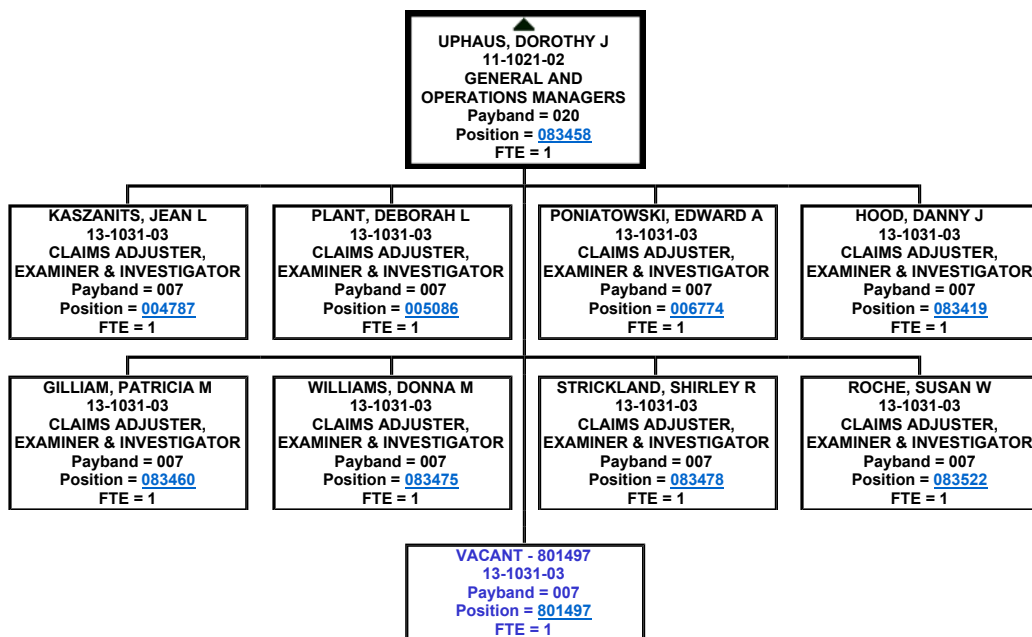 UPHAUS, DOROTHY J
11-1021-02
GENERAL AND
OPERATIONS MANAGERS
Payband = 020
Position = 083458
FTE = 1
KASZANITS, JEAN L
13-1031-03
CLAIMS ADJUSTER,
EXAMINER & INVESTIGATOR
Payband = 007
Position = 004787
FTE = 1
PLANT, DEBORAH L
13-1031-03
CLAIMS ADJUSTER,
EXAMINER & INVESTIGATOR
Payband = 007
Position = 005086
FTE = 1
PONIATOWSKI, EDWARD A
13-1031-03
CLAIMS ADJUSTER,
EXAMINER & INVESTIGATOR
Payband = 007
Position = 006774
FTE = 1
HOOD, DANNY J
13-1031-03
CLAIMS ADJUSTER,
EXAMINER & INVESTIGATOR
Payband = 007
Position = 083419
FTE = 1
GILLIAM, PATRICIA M
13-1031-03
CLAIMS ADJUSTER,
EXAMINER & INVESTIGATOR
Payband = 007
Position = 083460
FTE = 1
WILLIAMS, DONNA M
13-1031-03
CLAIMS ADJUSTER,
EXAMINER & INVESTIGATOR
Payband = 007
Position = 083475
FTE = 1
STRICKLAND, SHIRLEY R
13-1031-03
CLAIMS ADJUSTER,
EXAMINER & INVESTIGATOR
Payband = 007
Position = 083478
FTE = 1
ROCHE, SUSAN W
13-1031-03
CLAIMS ADJUSTER,
EXAMINER & INVESTIGATOR
Payband = 007
Position = 083522
FTE = 1
VACANT - 801497
13-1031-03
Payband = 007
Position = 801497
FTE = 1